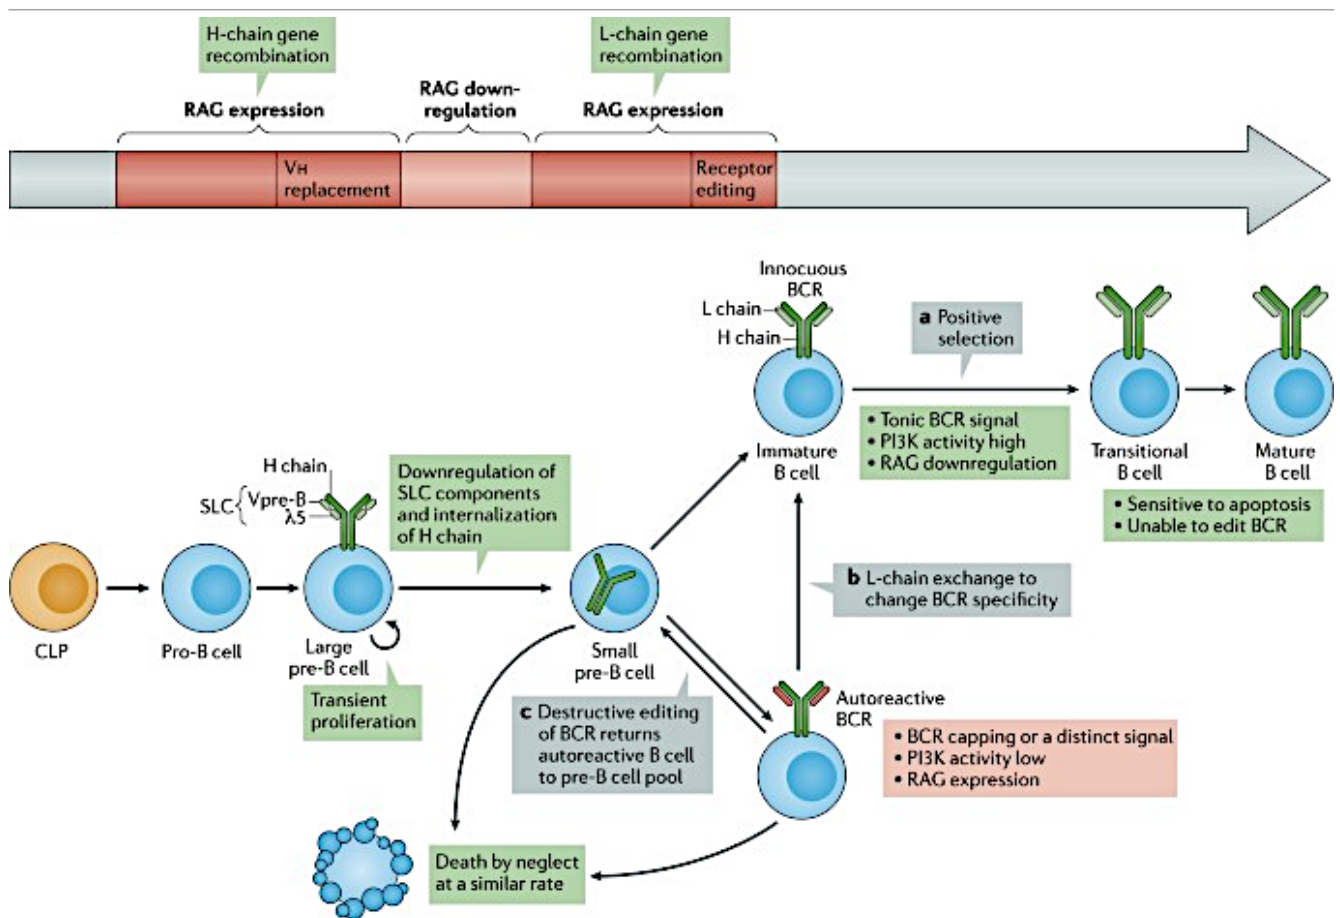 H-chain gene
recombination
L-chain gene
recombination
RAG expression
RAG down-
regulation
RAG expression
VH
replacement
Receptor
editing
Innocuous
BCR
L chain
H chain
Immature
B cell
a Positive
selection
• Tonic BCR signal
• PI3K activity high
• RAG downregulation
Transitional
B cell
Mature
B cell
• Sensitive to apoptosis
• Unable to edit BCR
H chain
SLC
Vpre-B
λ5
Downregulation of
SLC components
and internalization
of H chain
CLP
Pro-B cell
Large
pre-B cell
Transient
proliferation
Small
pre-B cell
b L-chain exchange to
change BCR specificity
c Destructive editing
of BCR returns
autoreactive B cell
to pre-B cell pool
Autoreactive
BCR
• BCR capping or a distinct signal
• PI3K activity low
• RAG expression
Death by neglect
at a similar rate